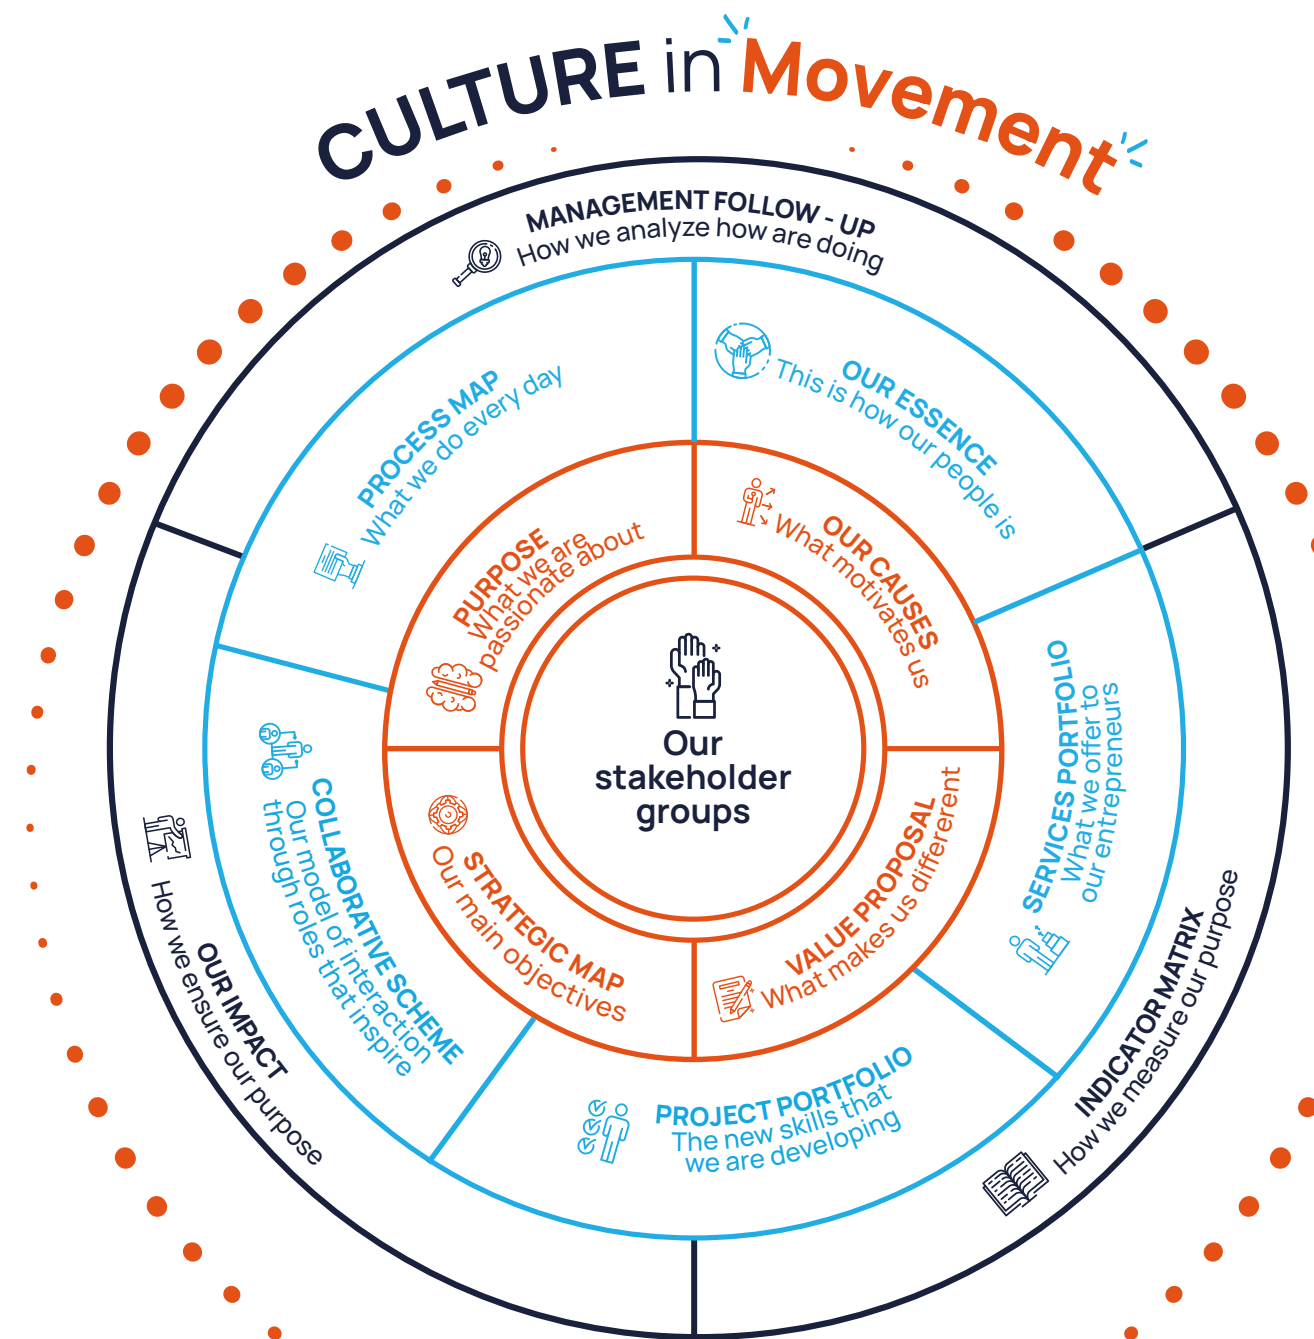 CULTURE in Movement
MANAGEMENT FOLLOW - UP
How we analyze how are doing
PROCESS MAP
What we do every day
OUR ESSENCE
This is how our people is
PURPOSE
What we are
passionate about
OUR CAUSES
What motivates us
Our
stakeholder
groups
SERVICES PORTFOLIO
What we offer to
our entrepreneurs
COLLABORATIVE SCHEME
Our model of interaction
through roles that inspire
STRATEGIC MAP
Our main objectives
VALUE PROPOSAL
What makes us different
OUR IMPACT
How we ensure our purpose
PROJECT PORTFOLIO
The new skills that
we are developing
INDICATOR MATRIX
How we measure our purpose